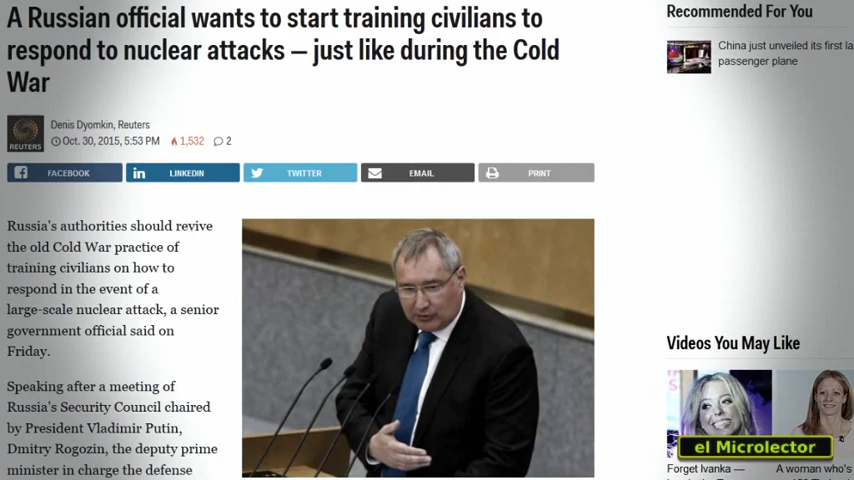 A Russian official wants to start training civilians to
respond to nuclear attacks — just like during the Cold
War
REUTERS
Denis Dyomkin, Reuters
Oct. 30, 2015, 5:53 PM 1,532 2
FACEBOOK
LINKEDIN
TWITTER
EMAIL
PRINT
Russia's authorities should revive
the old Cold War practice of
training civilians on how to
respond in the event of a
large-scale nuclear attack, a senior
government official said on
Friday.
Speaking after a meeting of
Russia's Security Council chaired
by President Vladimir Putin,
Dmitry Rogozin, the deputy prime
minister in charge the defense
Recommended For You
China just unveiled its first la
passenger plane
Videos You May Like
el Microlector
Forget Ivanka —
A woman who's